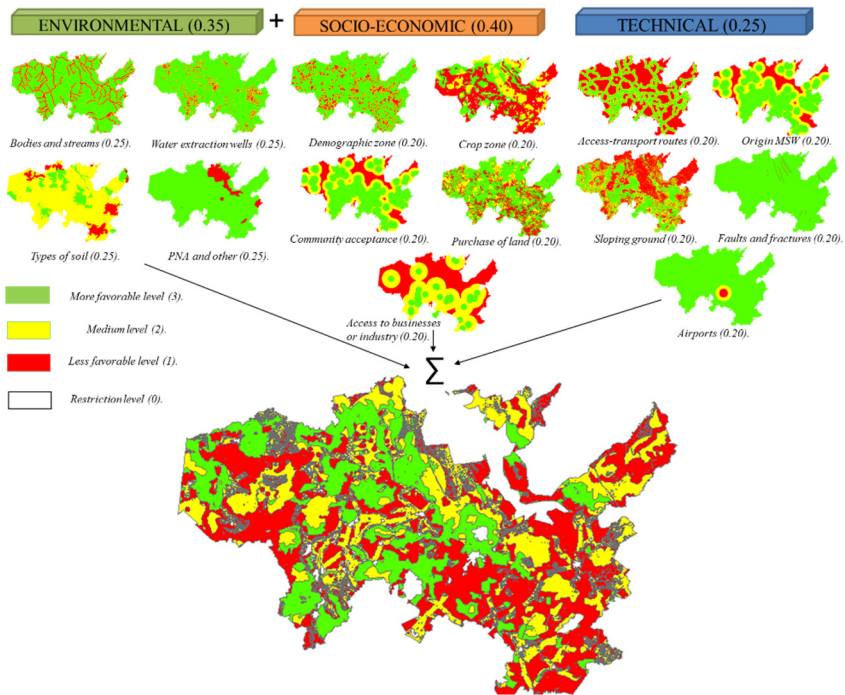 ENVIRONMENTAL (0.35)
+
SOCIO-ECONOMIC (0.40)
TECHNICAL (0.25)
Bodies and streams (0.25).
Water extraction wells (0.25).
Demographic zone (0.20).
Crop zone (0.20).
Access-transport routes (0.20).
Origin MSW (0.20).
Types of soil (0.25).
PNA and other (0.25).
Community acceptance (0.20).
Purchase of land (0.20).
Sloping ground (0.20).
Faults and fractures (0.20).
Access to businesses
or industry (0.20).
Airports (0.20).
More favorable level (3).
Medium level (2).
Less favorable level (1).
Restriction level (0).
∑